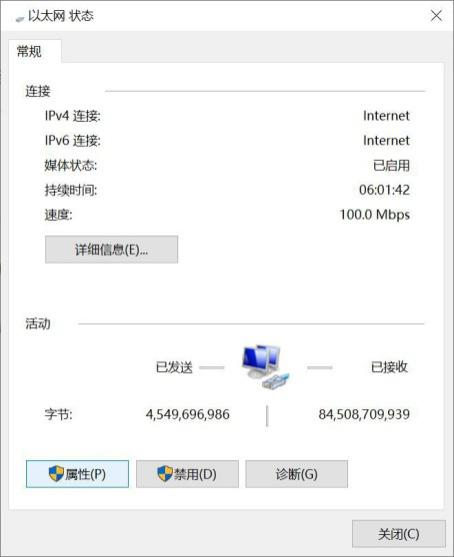 以太网 状态
常规
连接
IPv4 连接: Internet
IPv6 连接: Internet
媒体状态: 已启用
持续时间: 06:01:42
速度: 100.0 Mbps
详细信息(E)...
活动
已发送 已接收
字节: 4,549,696,986 84,508,709,939
属性(P) 禁用(D) 诊断(G)
关闭(C)